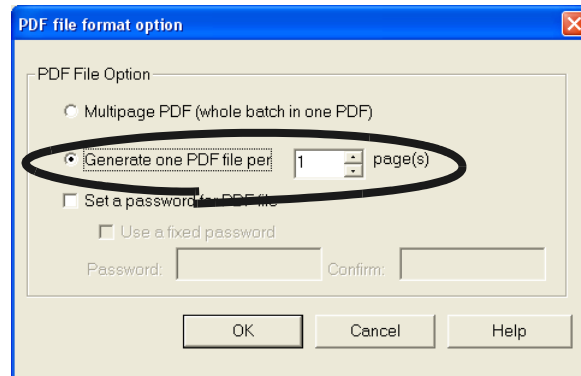 PDF file format option
PDF File Option
Multipage PDF (whole batch in one PDF)
Generate one PDF file per 1 page(s)
Set a password for PDF file
Use a fixed password
Password: Confirm:
OK Cancel Help